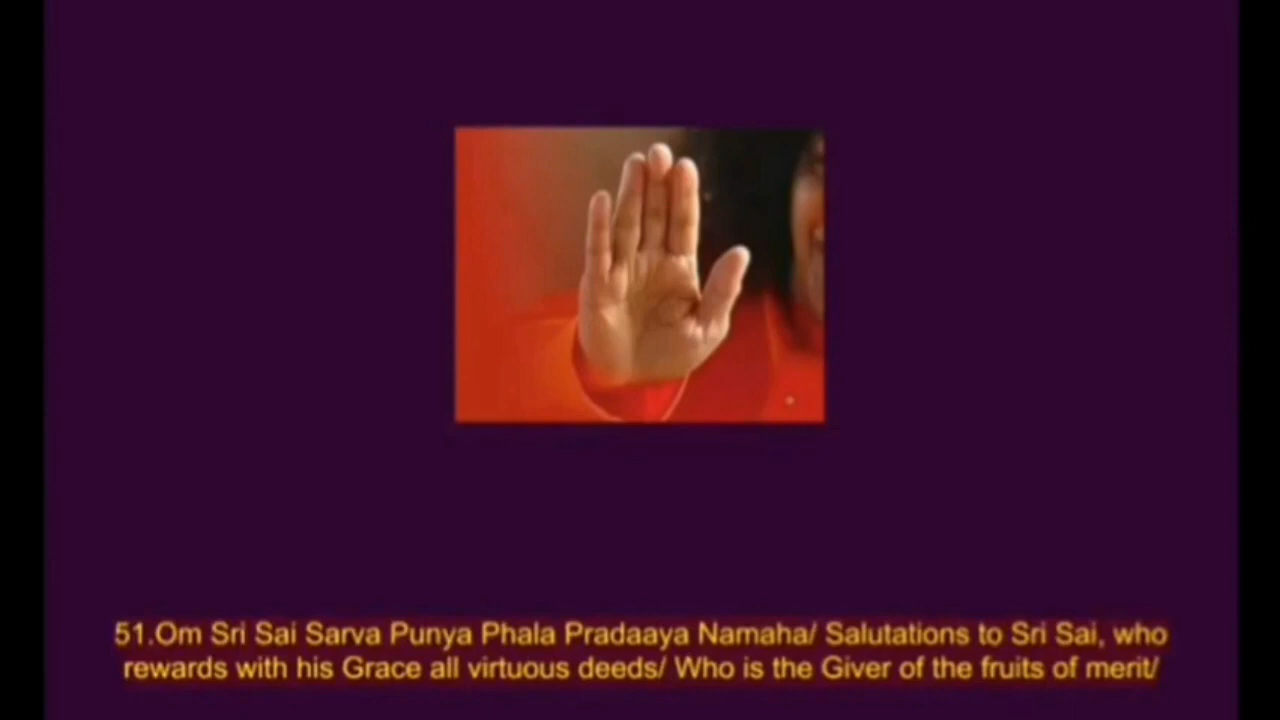 51.Om Sri Sai Sarva Punya Phala Pradaaya Namaha/ Salutations to Sri Sai, who
rewards with his Grace all virtuous deeds/ Who is the Giver of the fruits of merit/